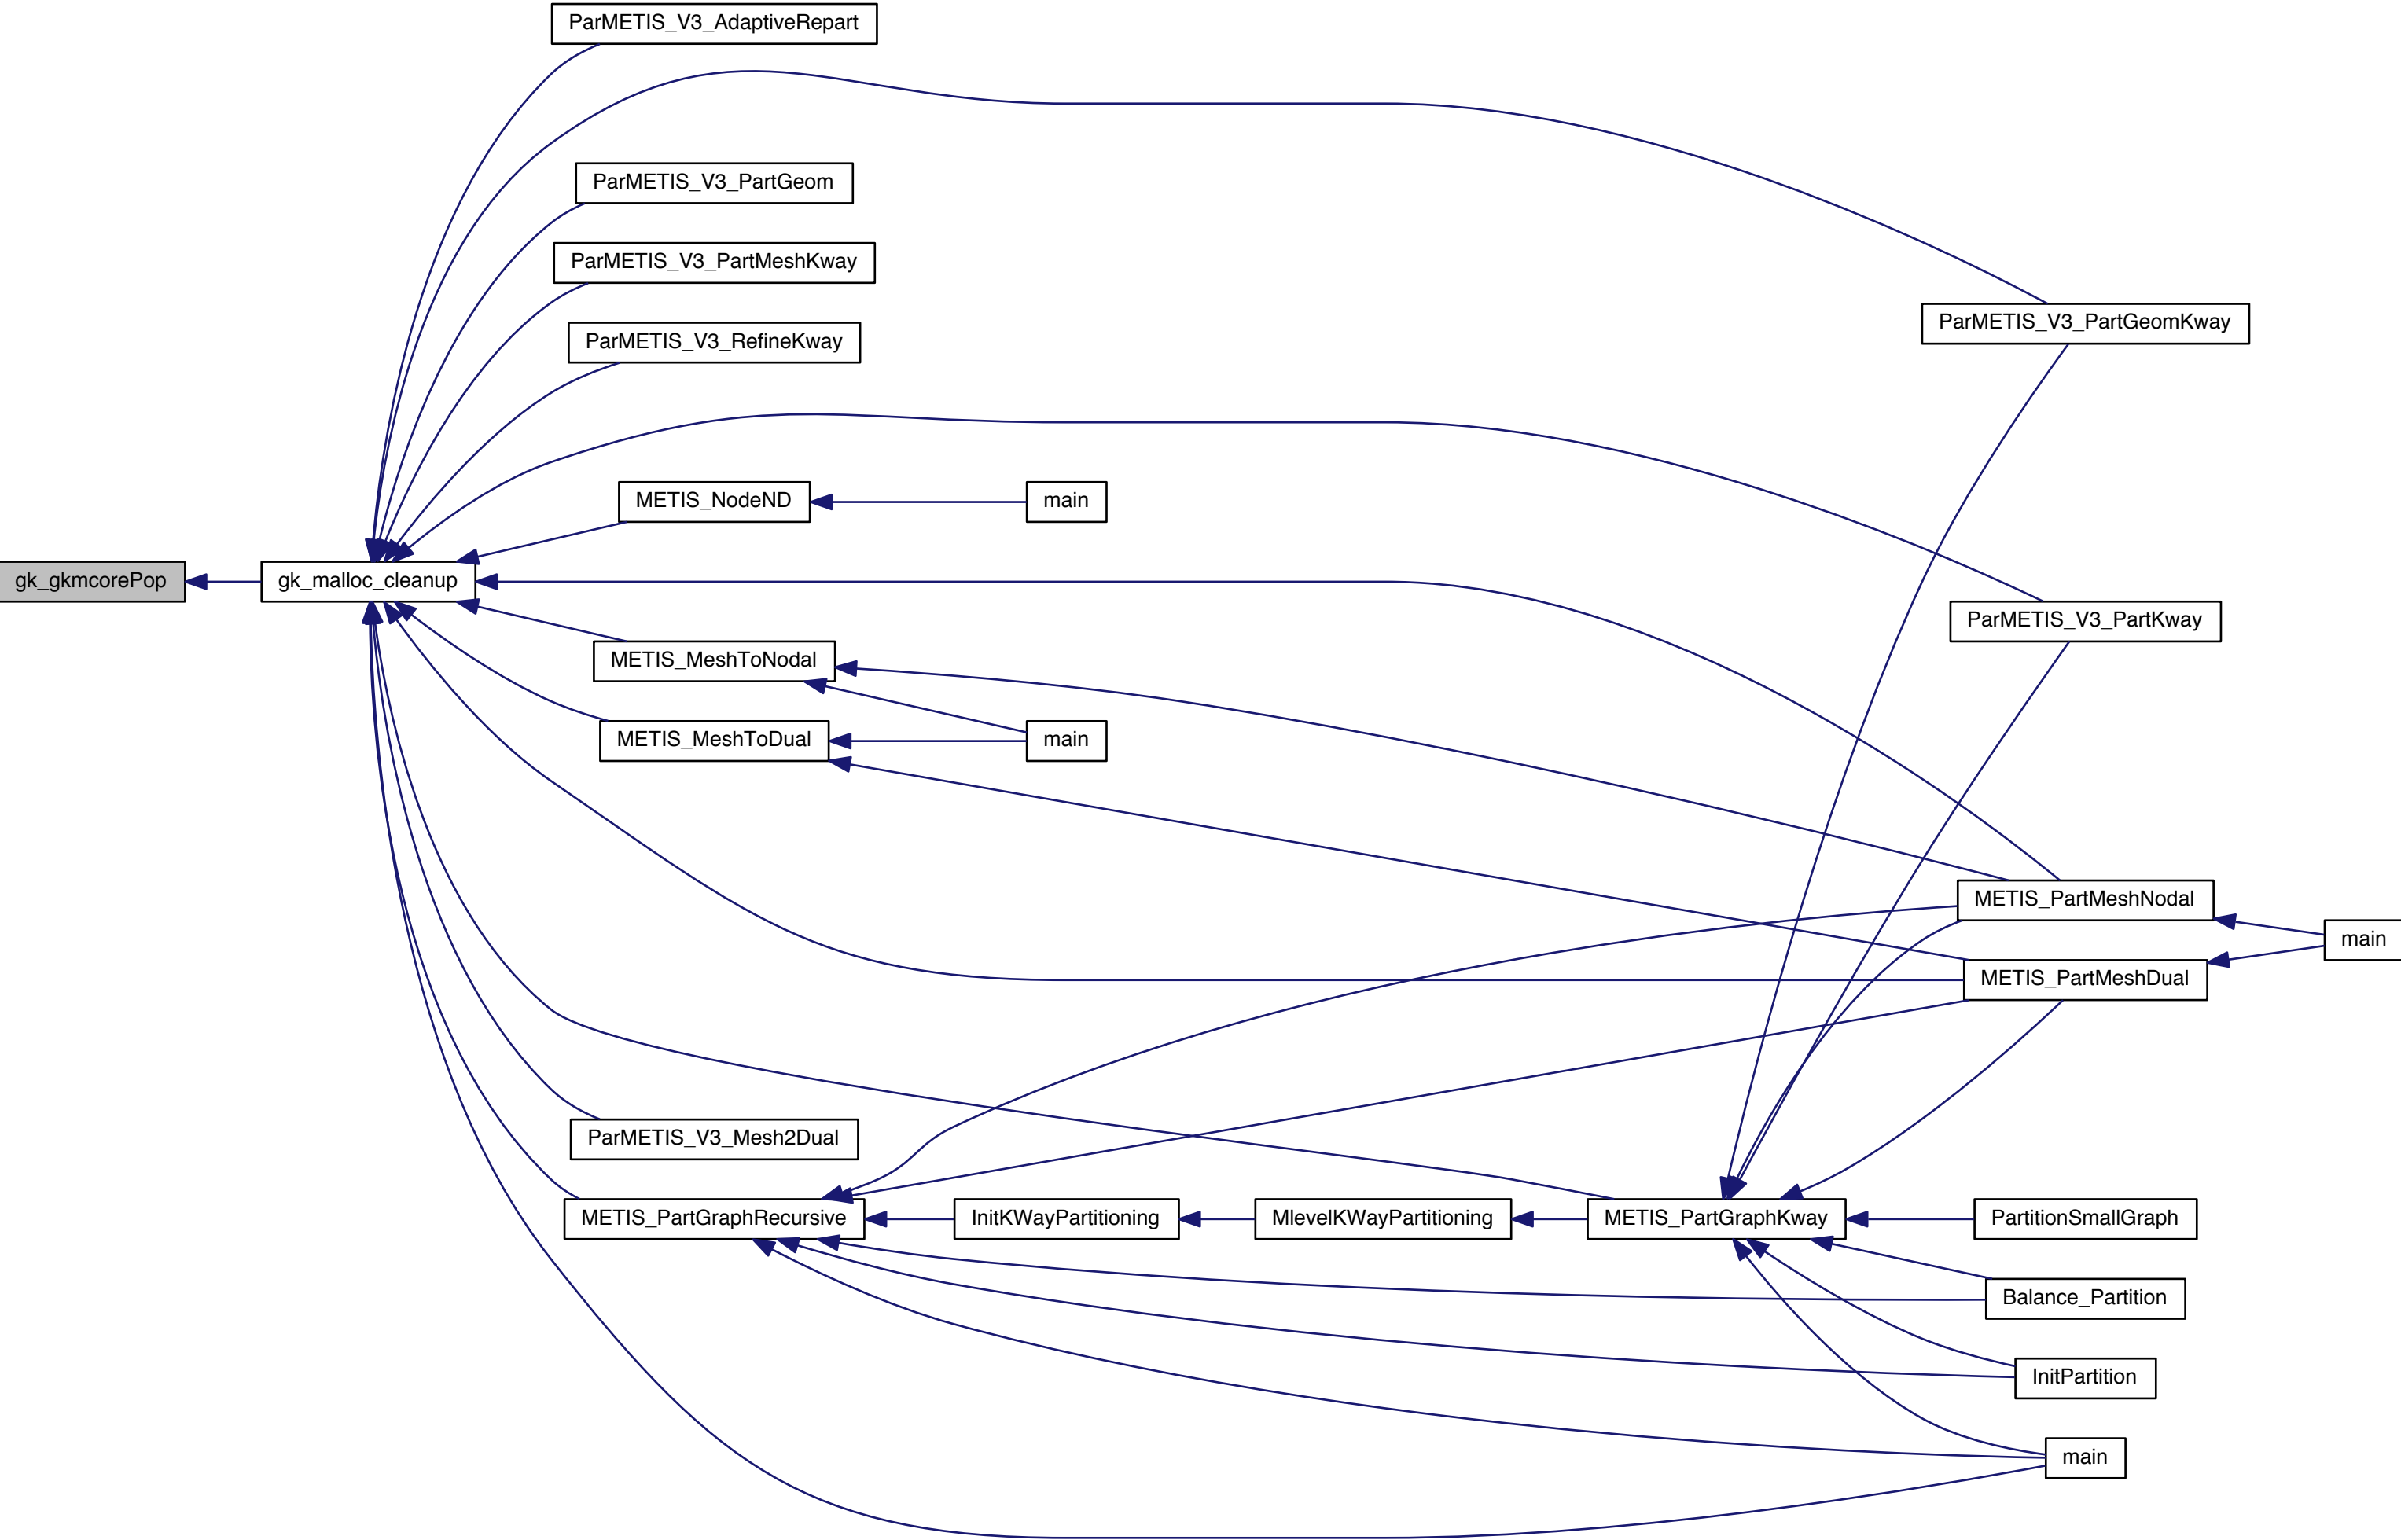 ParMETIS_V3_AdaptiveRepart
ParMETIS_V3_PartGeom
ParMETIS_V3_PartMeshKway
ParMETIS_V3_PartGeomKway
ParMETIS_V3_RefineKway
METIS_NodeND
main
gk_gkmcorePop
gk_malloc_cleanup
ParMETIS_V3_PartKway
METIS_MeshToNodal
METIS_MeshToDual
main
METIS_PartMeshNodal
main
METIS_PartMeshDual
ParMETIS_V3_Mesh2Dual
METIS_PartGraphRecursive
InitKWayPartitioning
MlevelKWayPartitioning
METIS_PartGraphKway
PartitionSmallGraph
Balance_Partition
InitPartition
main